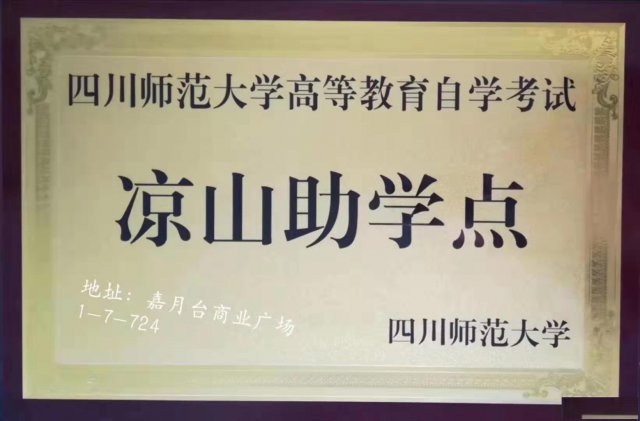 四川师范大学高等教育自学考试
凉山助学点
地址：嘉月台商业广场
1-7-724
四川师范大学